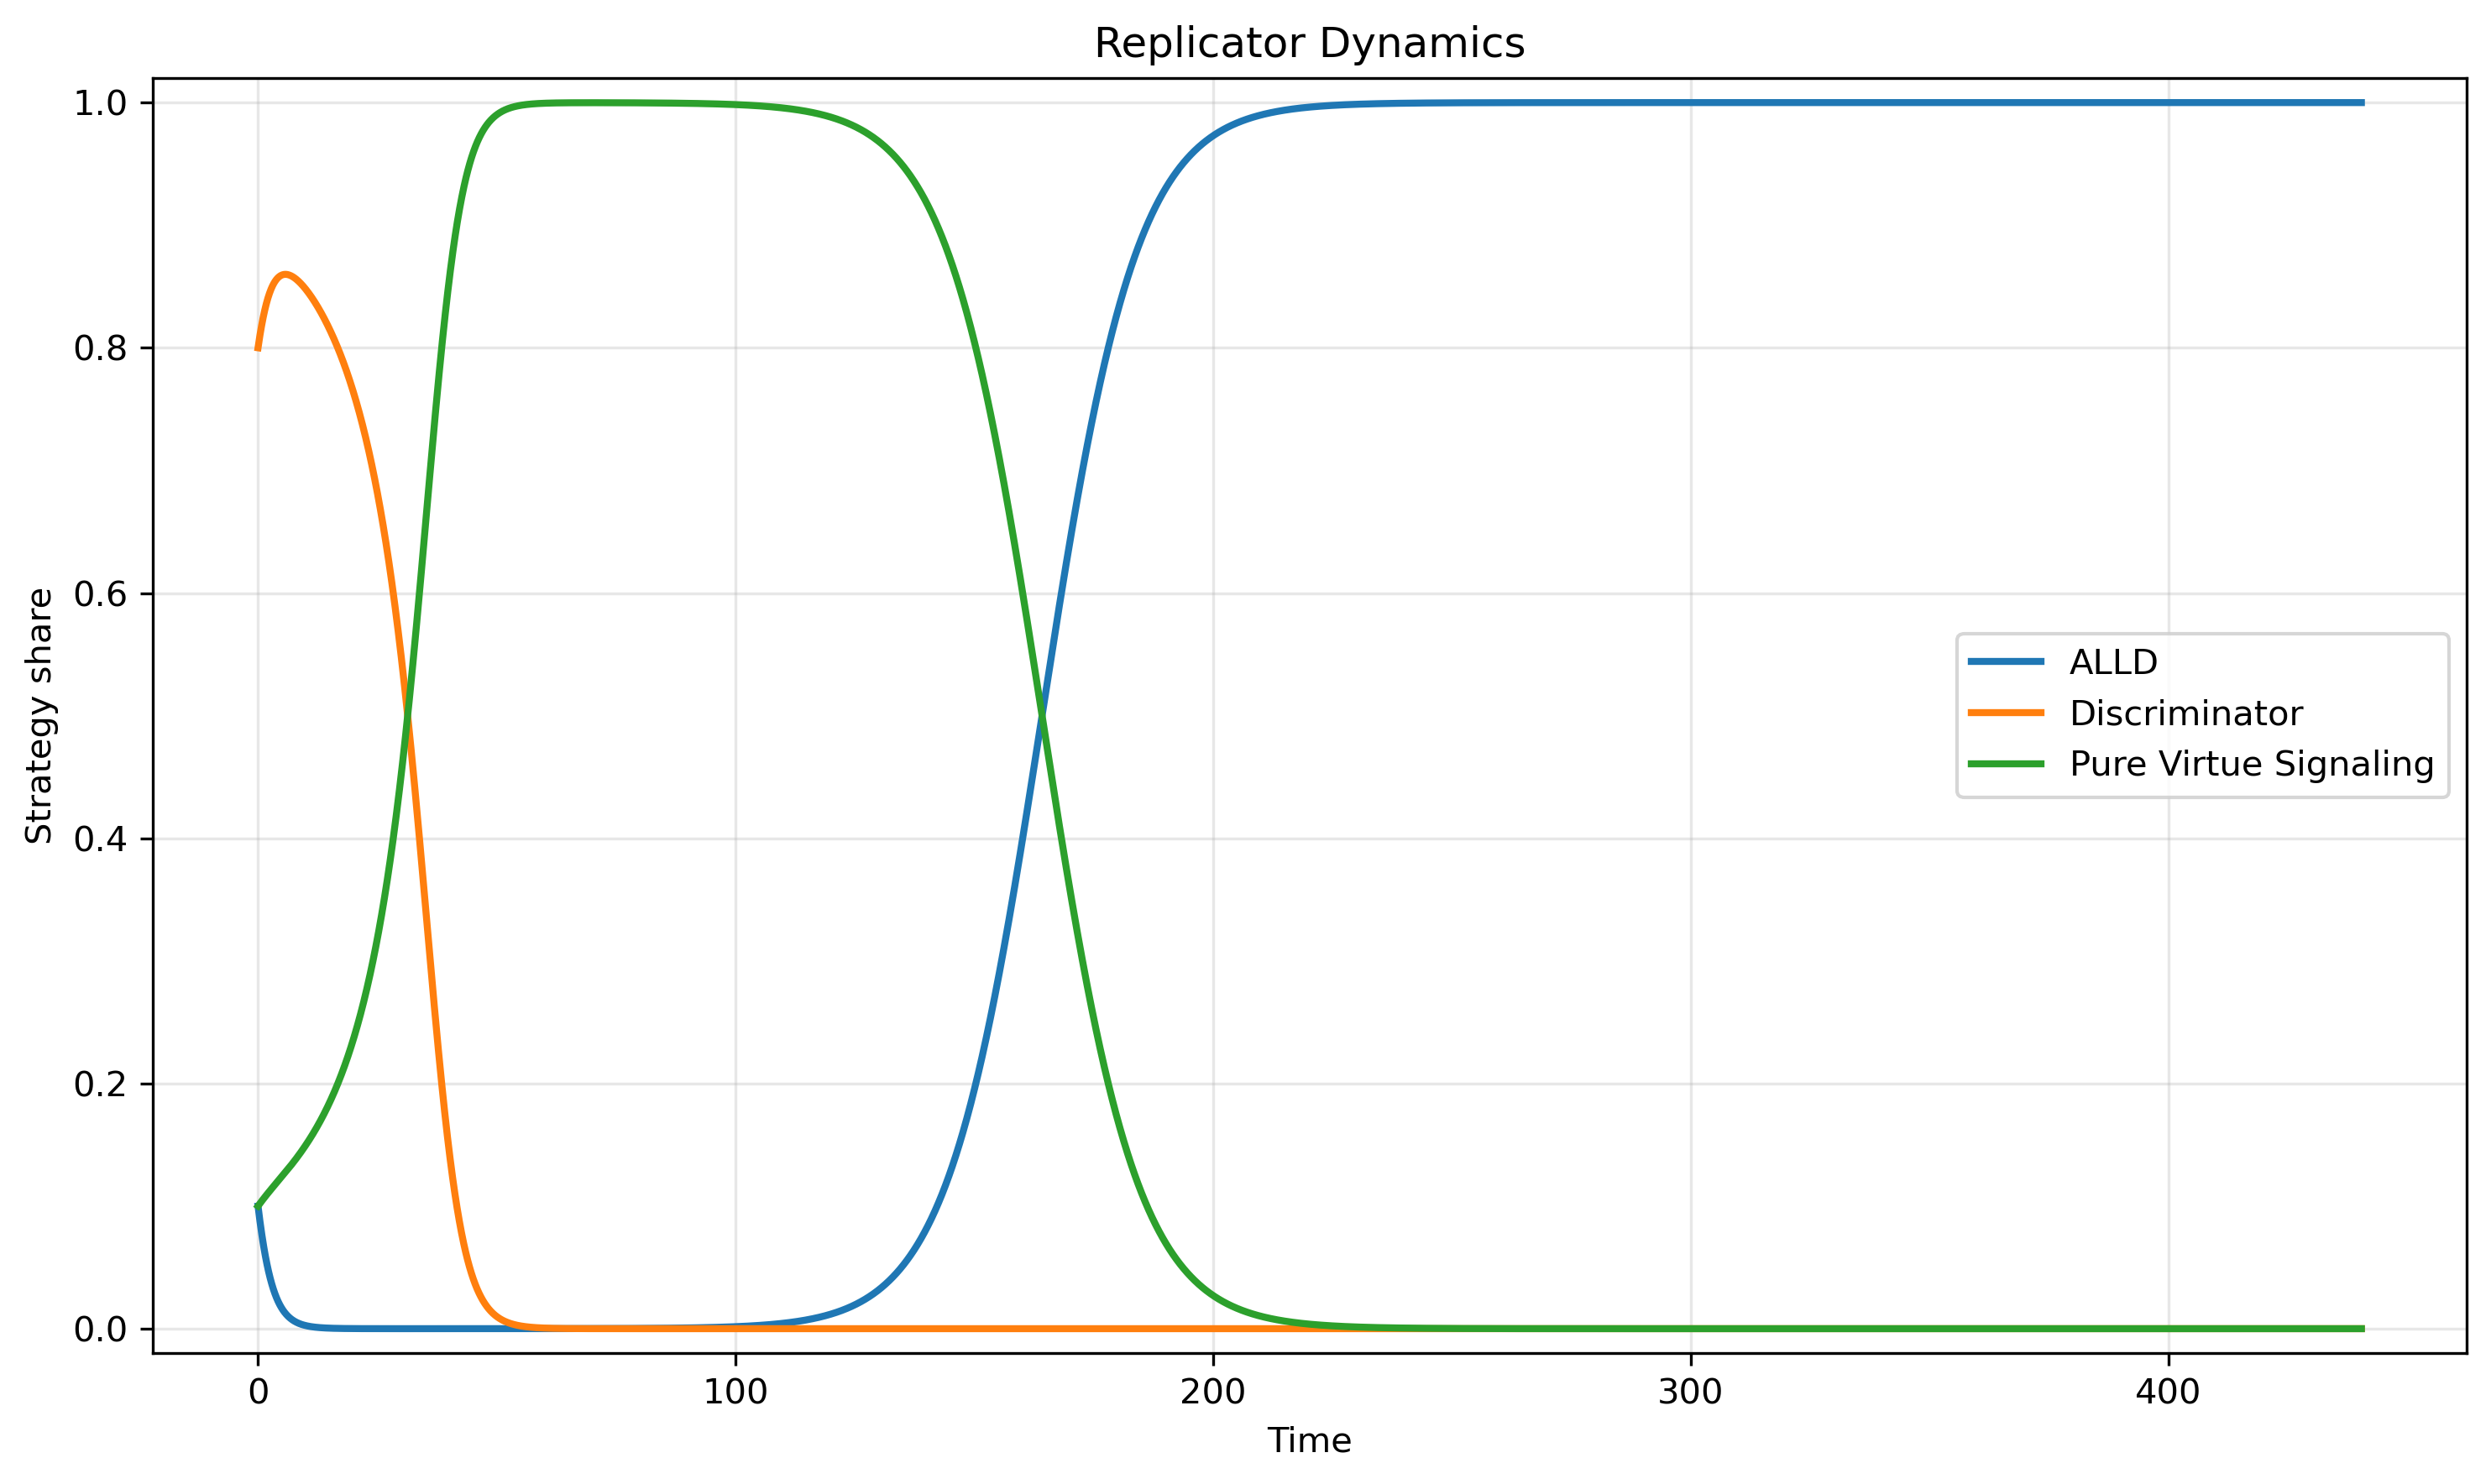 Replicator Dynamics
Strategy share
1.0
0.8
0.6
0.4
0.2
0.0
0
100
200
300
400
Time
ALLD
Discriminator
Pure Virtue Signaling